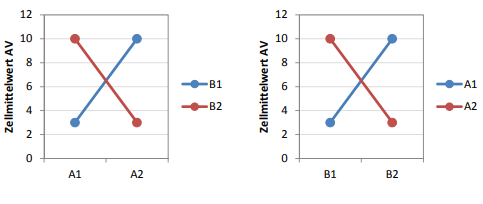 Zellmittelwert AV
12
10
8
6
4
2
0
A1 A2
B1
B2
Zellmittelwert AV
12
10
8
6
4
2
0
B1 B2
A1
A2